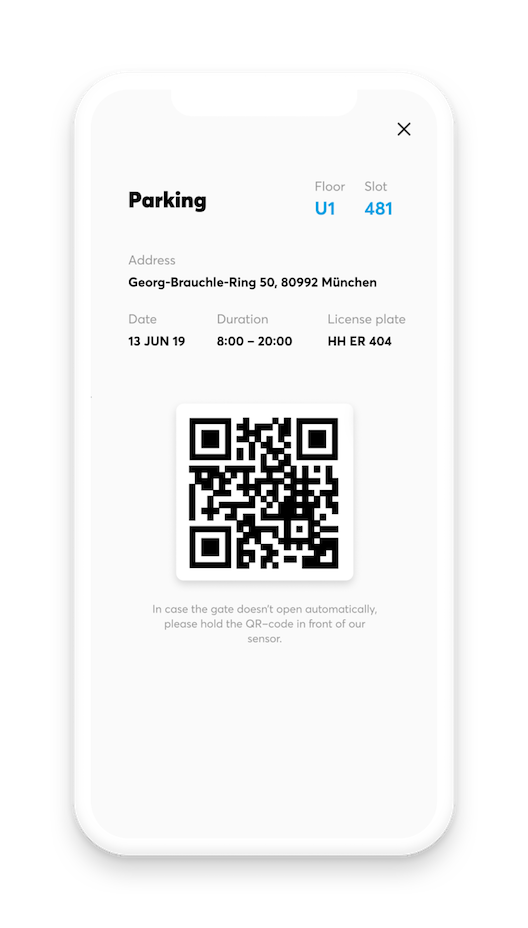 Parking
Floor
Slot
U1
481
Address
Georg-Brauchle-Ring 50, 80992 München
Date
Duration
License plate
13 JUN 19
8:00 – 20:00
HH ER 404
In case the gate doesn't open automatically,
please hold the QR–code in front of our
sensor.